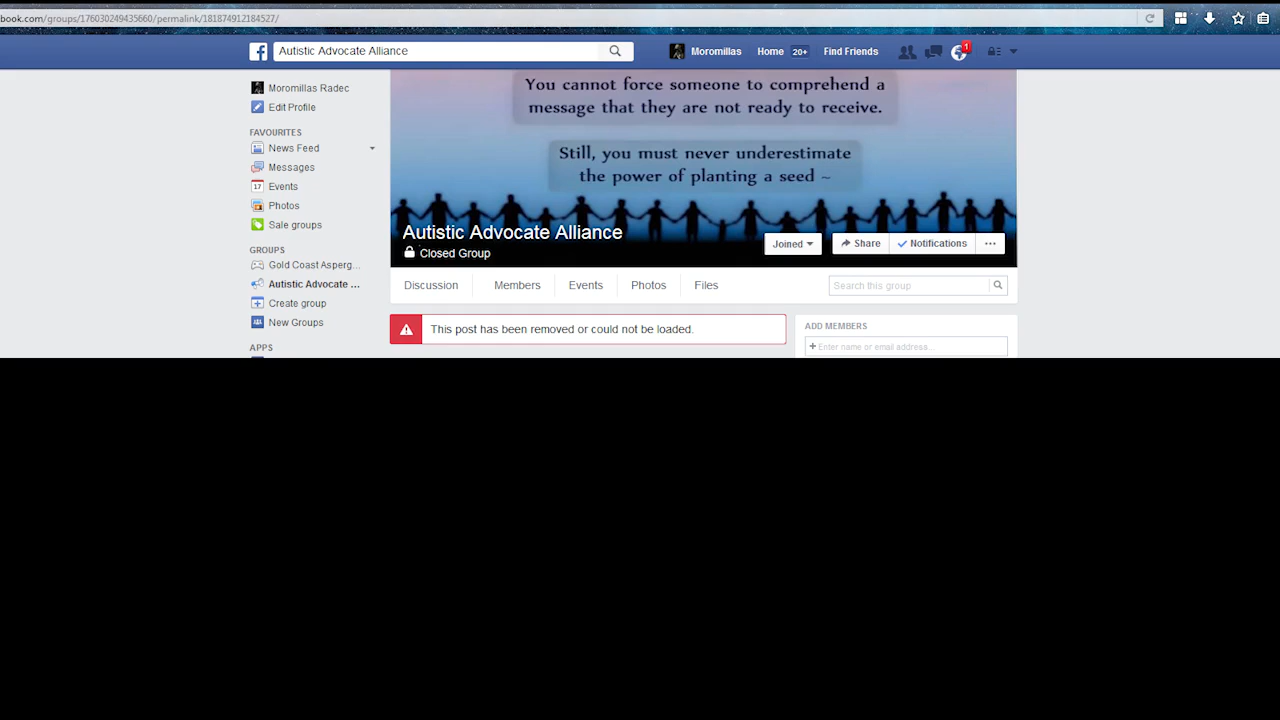 book.com/groups/176030249435660/permalink/181874912184527/
Autistic Advocate Alliance
Moromillas Home 20+ Find Friends 1
Moromillas Radec
Edit Profile
FAVOURITES
News Feed
Messages
17 Events
Photos
Sale groups
GROUPS
Gold Coast Asperg...
Autistic Advocate ...
Create group
New Groups
APPS
You cannot force someone to comprehend a
message that they are not ready to receive.
Still, you must never underestimate
the power of planting a seed ~
Autistic Advocate Alliance
Closed Group
Joined Share Notifications ...
Discussion Members Events Photos Files Search this group
This post has been removed or could not be loaded.
ADD MEMBERS
+ Enter name or email address...